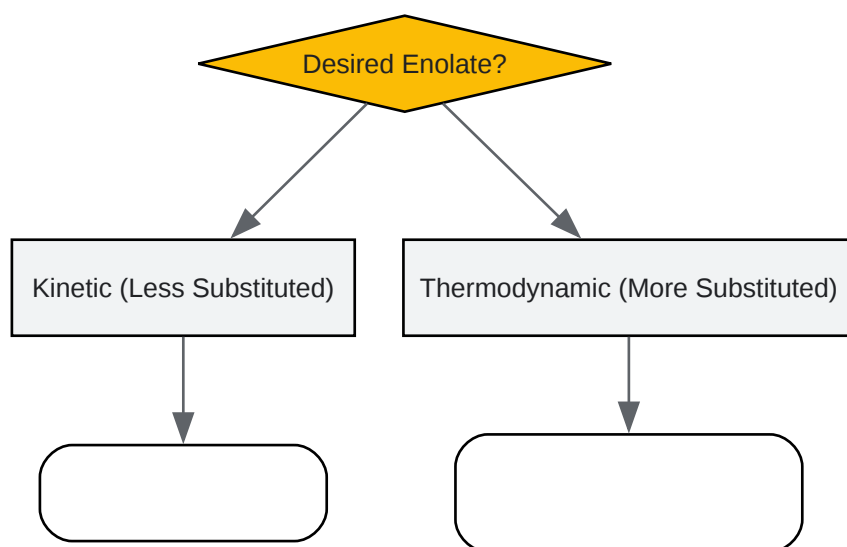 Desired Enolate?
Kinetic (Less Substituted)
Thermodynamic (More Substituted)